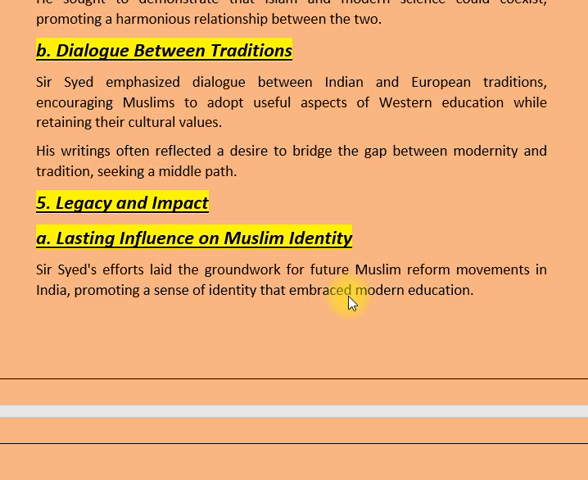 He sought to demonstrate that Islam and modern science could coexist,
promoting a harmonious relationship between the two.
b. Dialogue Between Traditions
Sir Syed emphasized dialogue between Indian and European traditions,
encouraging Muslims to adopt useful aspects of Western education while
retaining their cultural values.
His writings often reflected a desire to bridge the gap between modernity and
tradition, seeking a middle path.
5. Legacy and Impact
a. Lasting Influence on Muslim Identity
Sir Syed's efforts laid the groundwork for future Muslim reform movements in
India, promoting a sense of identity that embraced modern education.